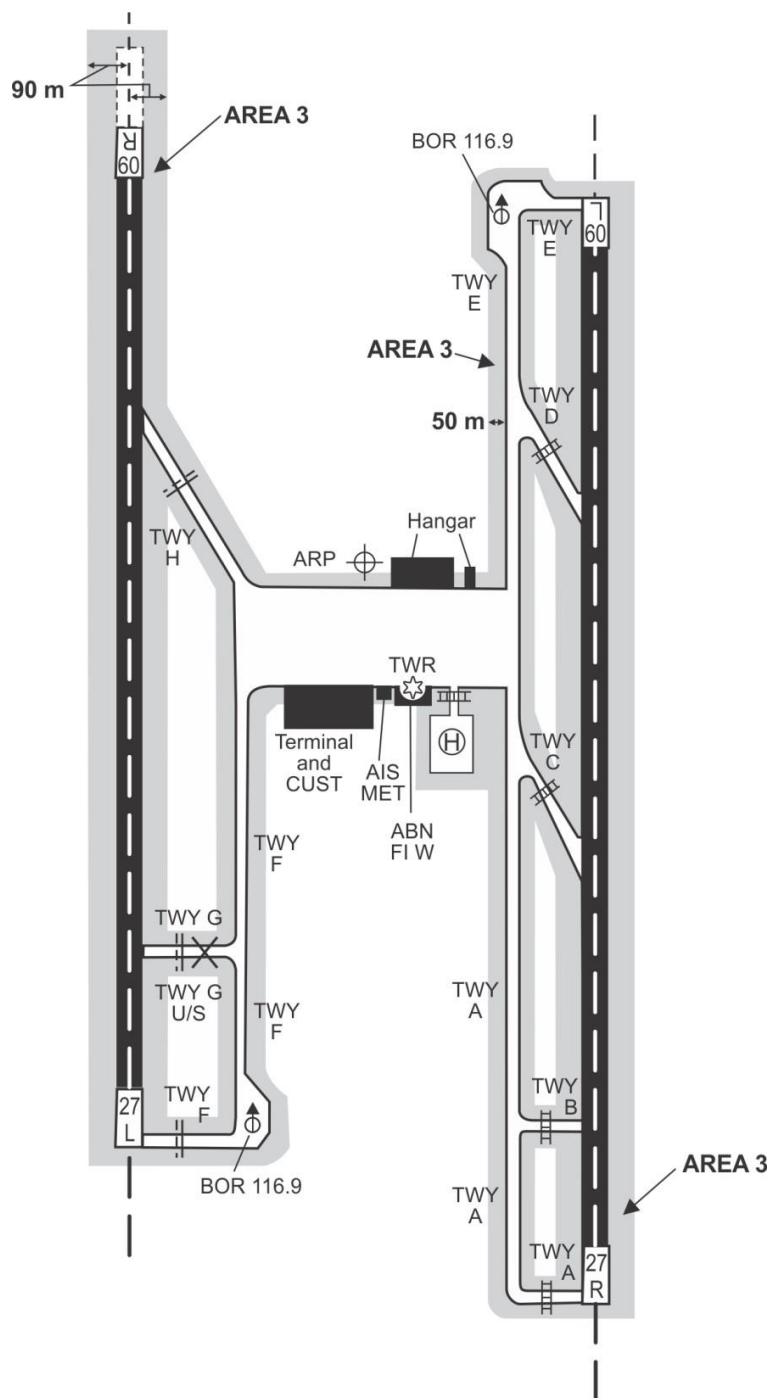 90 m
AREA 3
09
R
BOR 116.9
09
L
TWY
E
TWY
E
AREA 3
TWY
D
50 m
Hangar
TWY
H
ARP
TWR
Terminal
and
CUST
AIS
MET
H
TWY
C
ABN
FI W
TWY
F
TWY G
TWY G
U/S
TWY
F
TWY
A
TWY
B
27
L
TWY
F
BOR 116.9
TWY
A
AREA 3
TWY
A
27
R